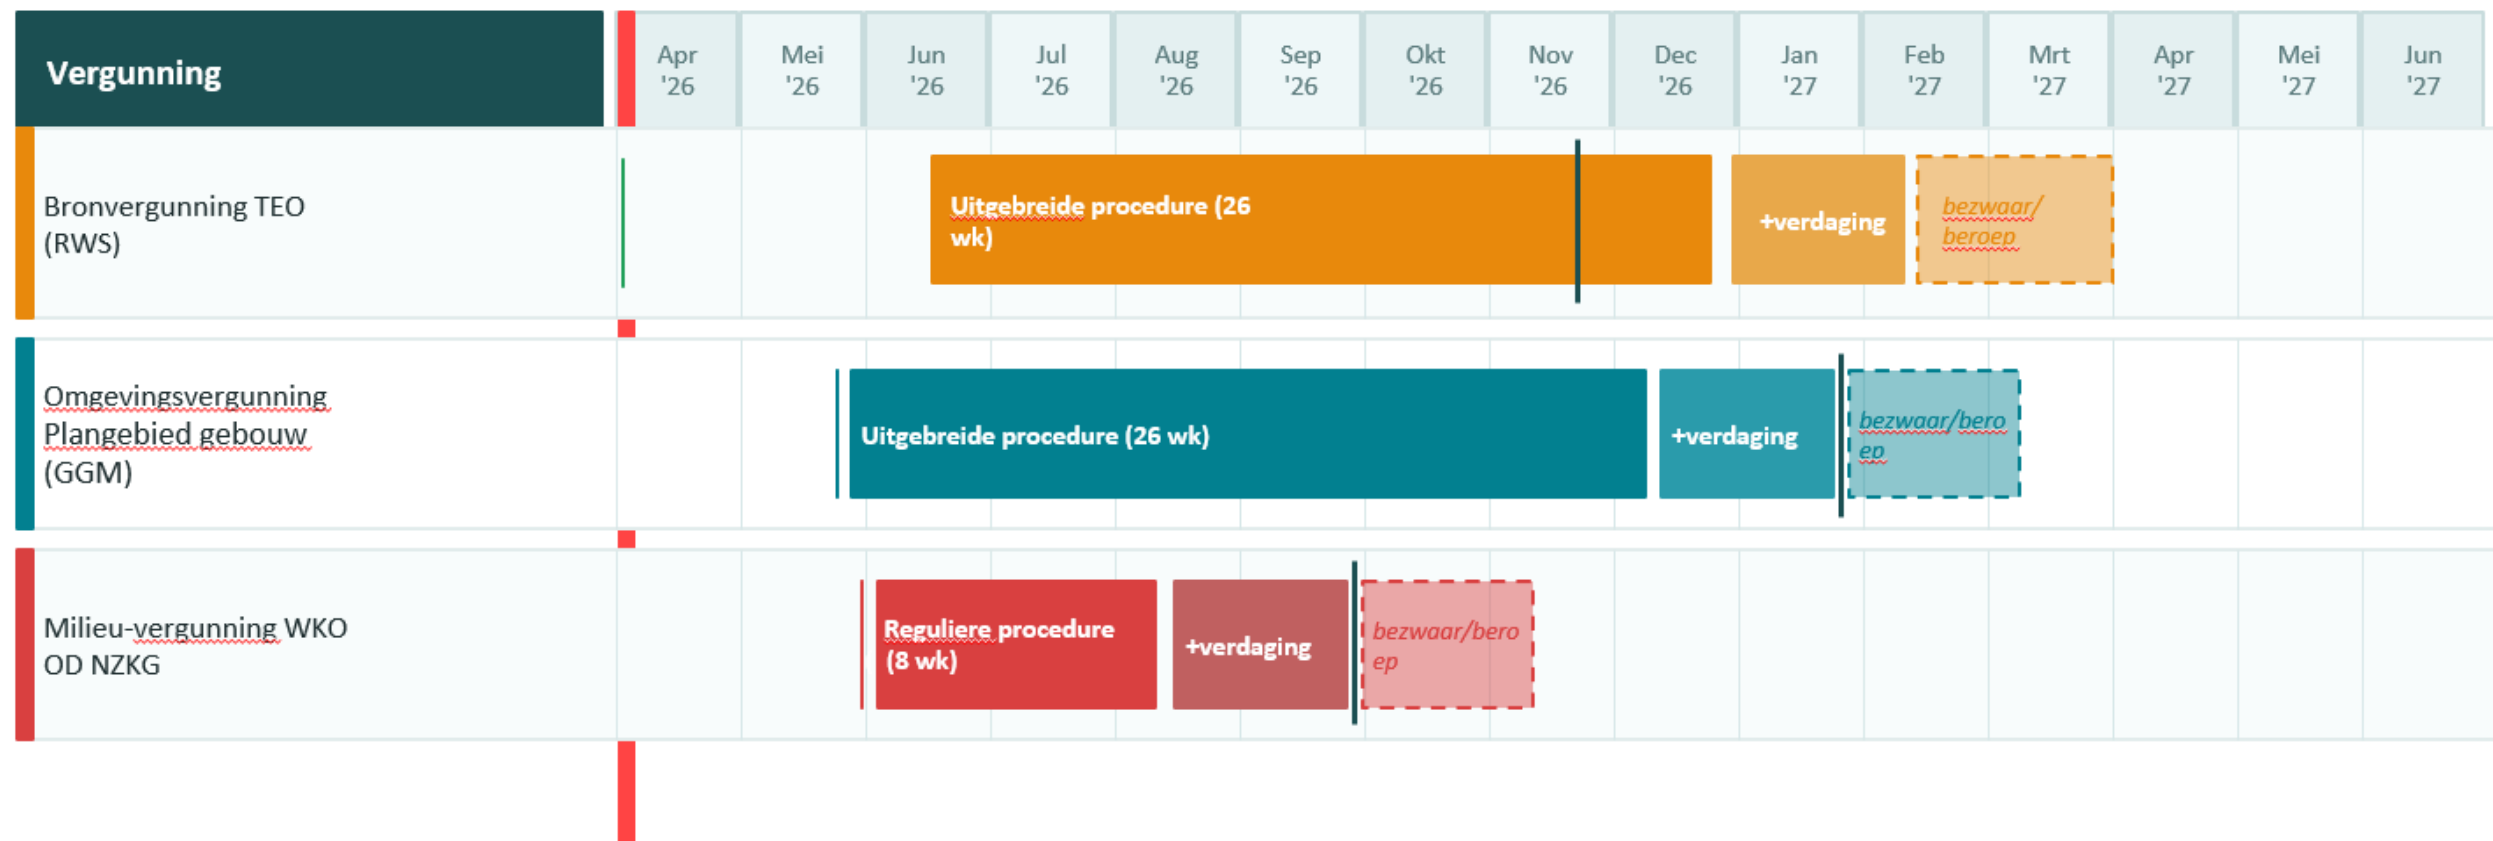 Vergunning
Apr
'26
Mei
'26
Jun
'26
Jul
'26
Aug
'26
Sep
'26
Okt
'26
Nov
'26
Dec
'26
Jan
'27
Feb
'27
Mrt
'27
Apr
'27
Mei
'27
Jun
'27
Bronvergunning TEO
(RWS)
Uitgebreide procedure (26
wk)
+verdaging
bezwaar/
beroep
Omgevingsvergunning
Plangebied gebouw
(GGM)
Uitgebreide procedure (26 wk)
+verdaging
bezwaar/bero
ep
Milieu-vergunning WKO
OD NZKG
Reguliere procedure
(8 wk)
+verdaging
bezwaar/bero
ep